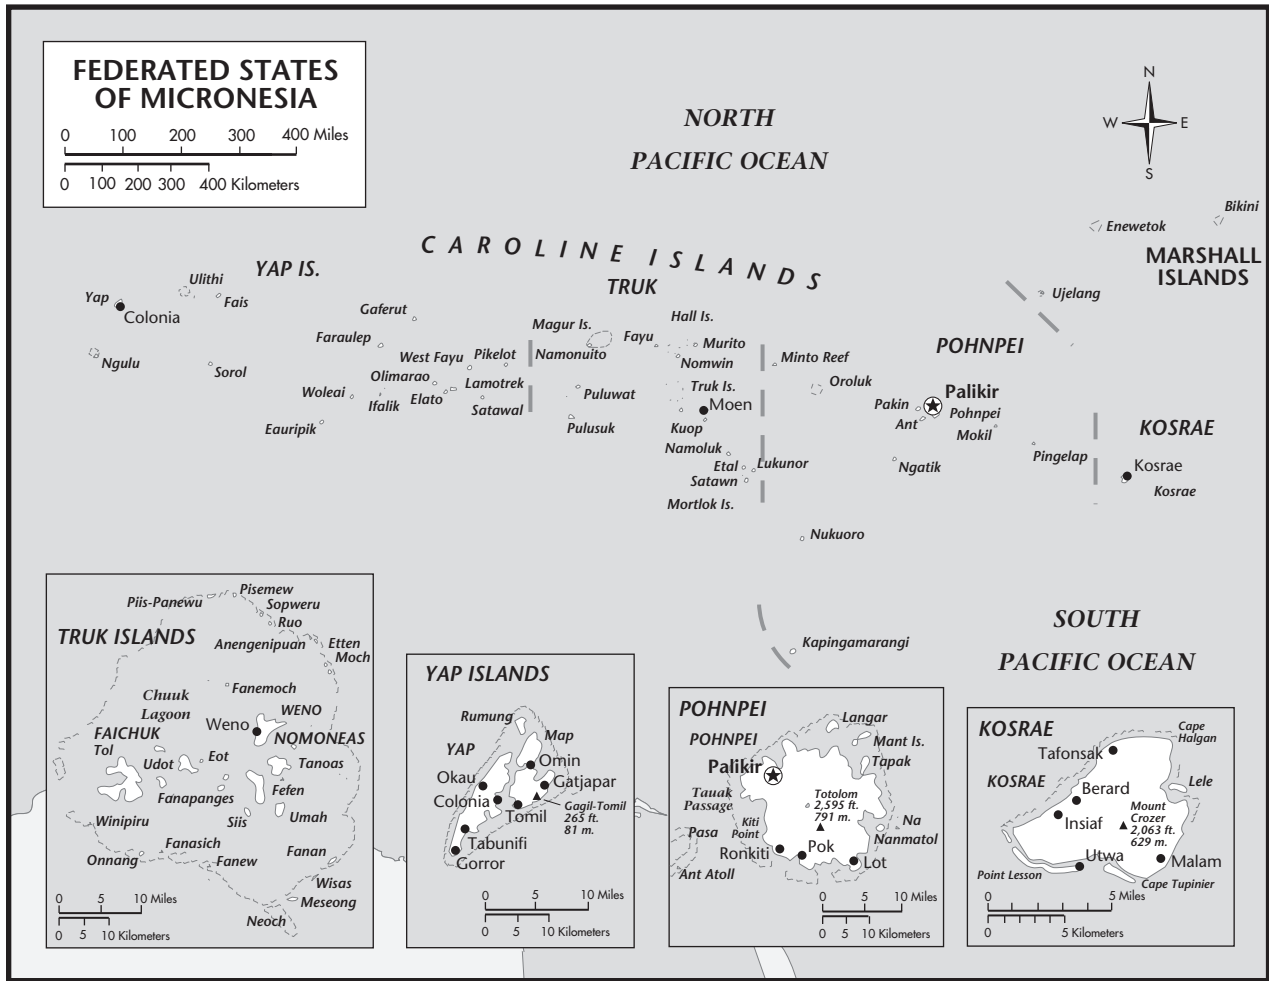 FEDERATED STATES
OF MICRONESIA
0 100 200 300 400 Miles
0 100 200 300 400 Kilometers
NORTH
PACIFIC OCEAN
N
W E
S
Bikini
Enewetok
MARSHALL
ISLANDS
CAROLINE ISLANDS
YAP IS.
TRUK
Ulithi
Yap
Fais
Colonia
Ujelang
Gaferut
Hall Is.
Magur Is.
Faraulep
Fayu
Murito
POHNPEI
West Fayu
Pikelot
Namonuito
Nomwin
Minto Reef
Ngulu
Sorol
Olimarao
Lamotrek
Truk Is.
Oroluk
Woleai
Ifalik
Elato
Satawal
Puluwat
Moen
Palikir
Pakin
Pohnpei
Ant
Mokil
Eauripik
Pulusuk
Kuop
KOSRAE
Namoluk
Pingelap
Etal
Lukunor
Ngatik
Kosrae
Satawn
Kosrae
Mortlok Is.
Nukuoro
Kapingamarangi
SOUTH
PACIFIC OCEAN
TRUK ISLANDS
Pisemew
Piis-Panewu
Sopweru
Ruo
Anengenipuan
Etten
Moch
Fanemoch
Chuuk
Lagoon
WENO
Weno
FAICHUK
NOMONEAS
Tol
Udot
Eot
Tanoas
Fanapanges
Fefen
Winipiru
Siis
Umah
Fanasich
Onnang
Fanew
Fanan
Wisas
Meseong
Neoch
0 5 10 Miles
0 5 10 Kilometers
YAP ISLANDS
Rumung
YAP
Map
Omin
Okau
Gatjapar
Colonia
Tomil
Gagil-Tomil
265 ft.
81 m.
Tabunifi
Gorror
0 5 10 Miles
0 5 10 Kilometers
POHNPEI
Langar
POHNPEI
Mant Is.
Palikir
Tapak
Tauak
Passage
Totolom
2,595 ft.
791 m.
Kiti
Point
Na
Nanmatol
Pasa
Ronkiti
Pok
Lot
Ant Atoll
0 5 10 Miles
0 5 10 Kilometers
KOSRAE
Cape
Halgan
Tafonsak
KOSRAE
Lele
Berard
Insiaf
Mount
Crozer
2,063 ft.
629 m.
Utwa
Malam
Point Lesson
Cape Tupinier
0 5 Miles
0 5 Kilometers